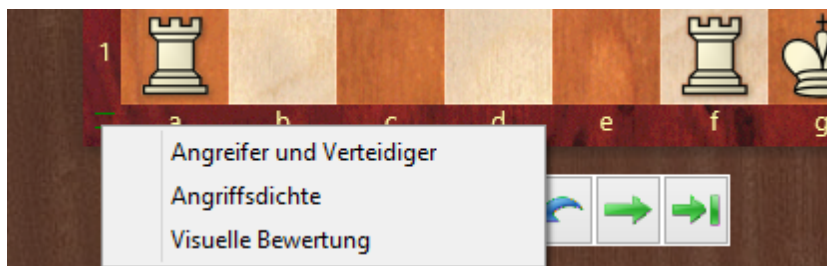 1
a b c d e f g
Angreifer und Verteidiger
Angriffsdichte
Visuelle Bewertung